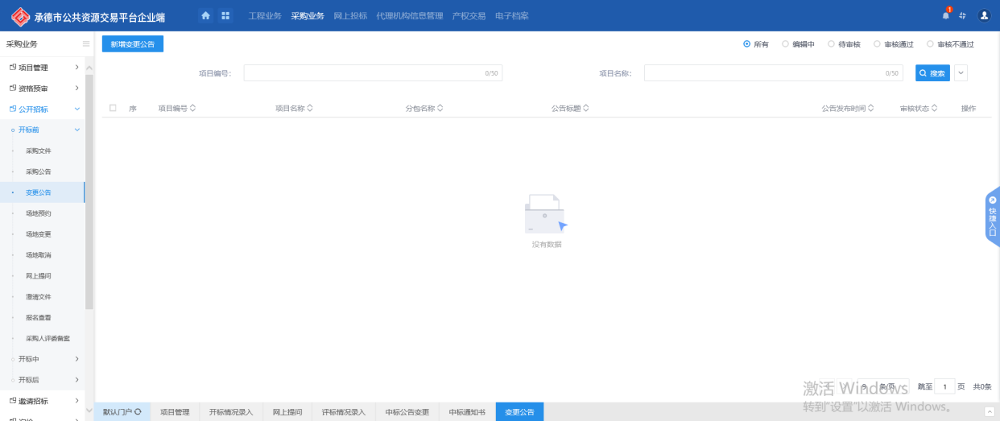 承德市公共资源交易平台企业端
工程业务 采购业务 网上投标 代理机构信息管理 产权交易 电子档案
1
采购业务
新增变更公告
所有 编辑中 待审核 审核通过 审核不通过
项目管理
资格预审
公开招标
开标前
采购文件
采购公告
变更公告
场地预约
场地变更
场地取消
网上提问
澄清文件
报名查看
采购人评委备案
开标中
开标后
邀请招标
项目编号: 0/50 项目名称: 0/50 搜索
序 项目编号 项目名称 分包名称 公告标题 公告发布时间 审核状态 操作
没有数据
快捷入口
跳至 1 页 共0条
激活 Windows
转到"设置"以激活 Windows。
默认门户 项目管理 开标情况录入 网上提问 评标情况录入 中标公告变更 中标通知书 变更公告